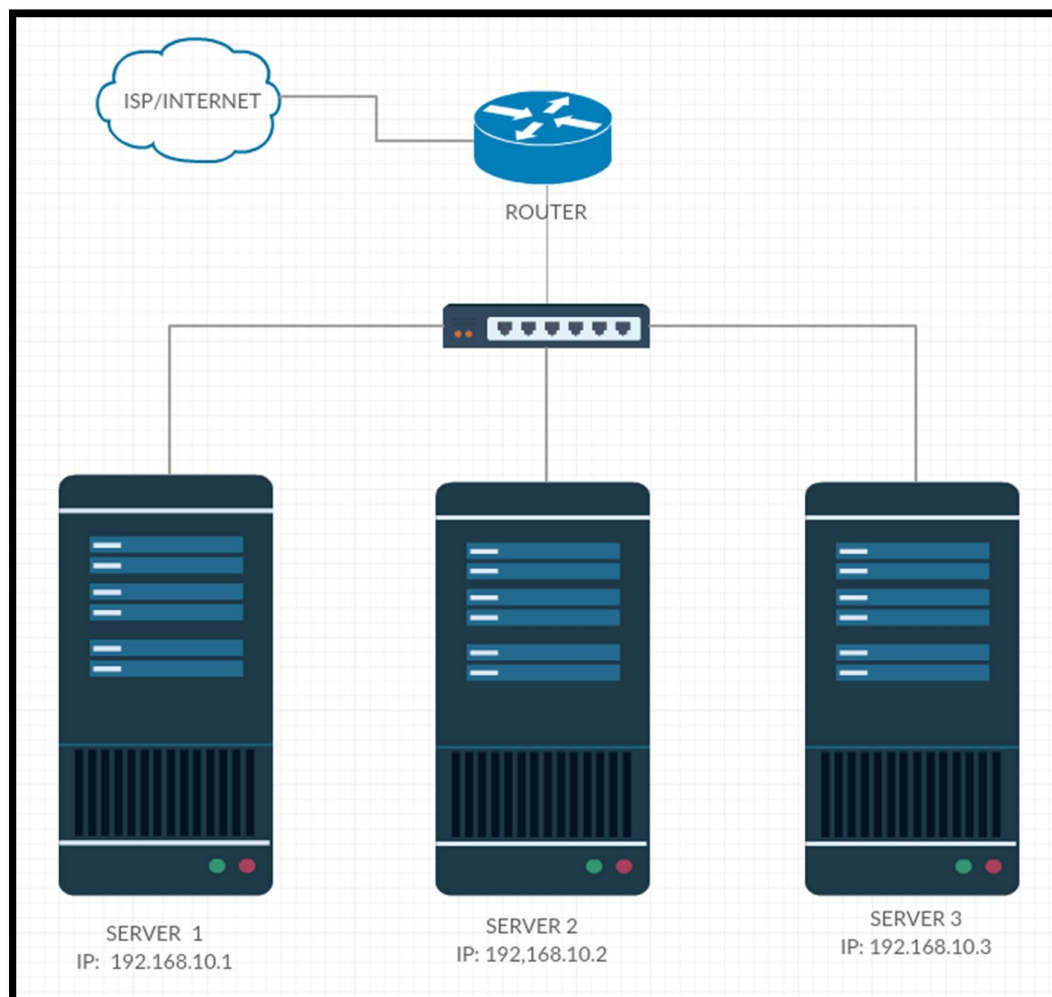 ISP/INTERNET
ROUTER
SERVER 1
IP: 192.168.10.1
SERVER 2
IP: 192,168.10.2
SERVER 3
IP: 192.168.10.3